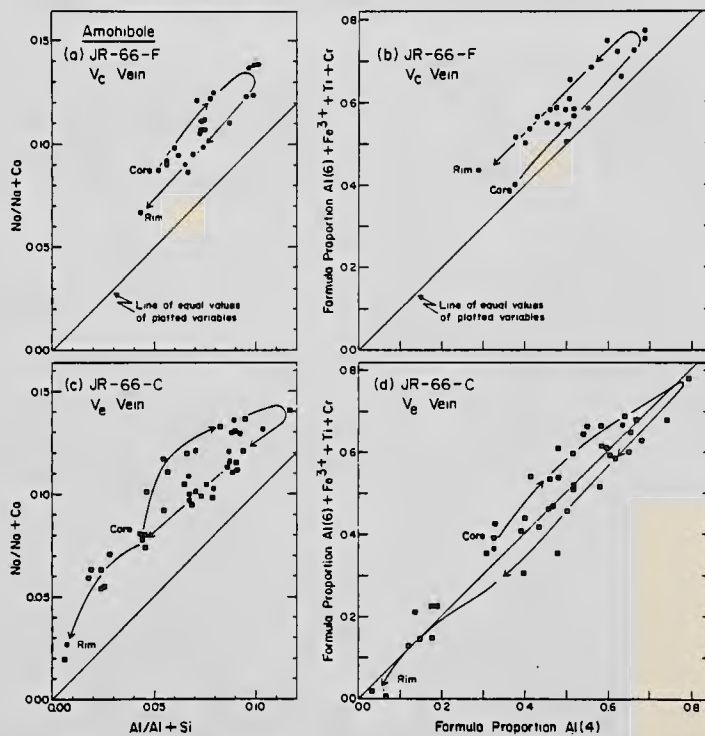 Amphibole
(a) JR-66-F
Vc Vein
Na/Na+Ca
0.15
0.10
0.05
0.00
Core
Rim
Line of equal values
of plotted variables
(b) JR-66-F
Vc Vein
Formula Proportion Al(6)+Fe3++Ti+Cr
0.8
0.6
0.4
0.2
0.1
Rim
Core
Line of equal values
of plotted variables
(c) JR-66-C
Ve Vein
Na/Na+Ca
0.15
0.10
0.05
0.00
Core
Rim
0.00
0.05
0.10
Al/Al+Si
(d) JR-66-C
Ve Vein
Formula Proportion Al(6)+Fe3++Ti+Cr
0.8
0.6
0.4
0.2
0.0
Core
Rim
0.0
0.2
0.4
0.6
0.8
Formula Proportion Al(4)